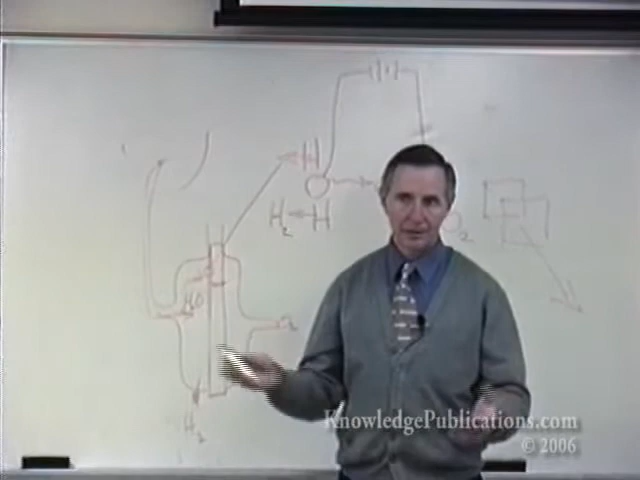 H
H₂ H
O₂
H₂O
H₂
KnowledgePublications.com
© 2006